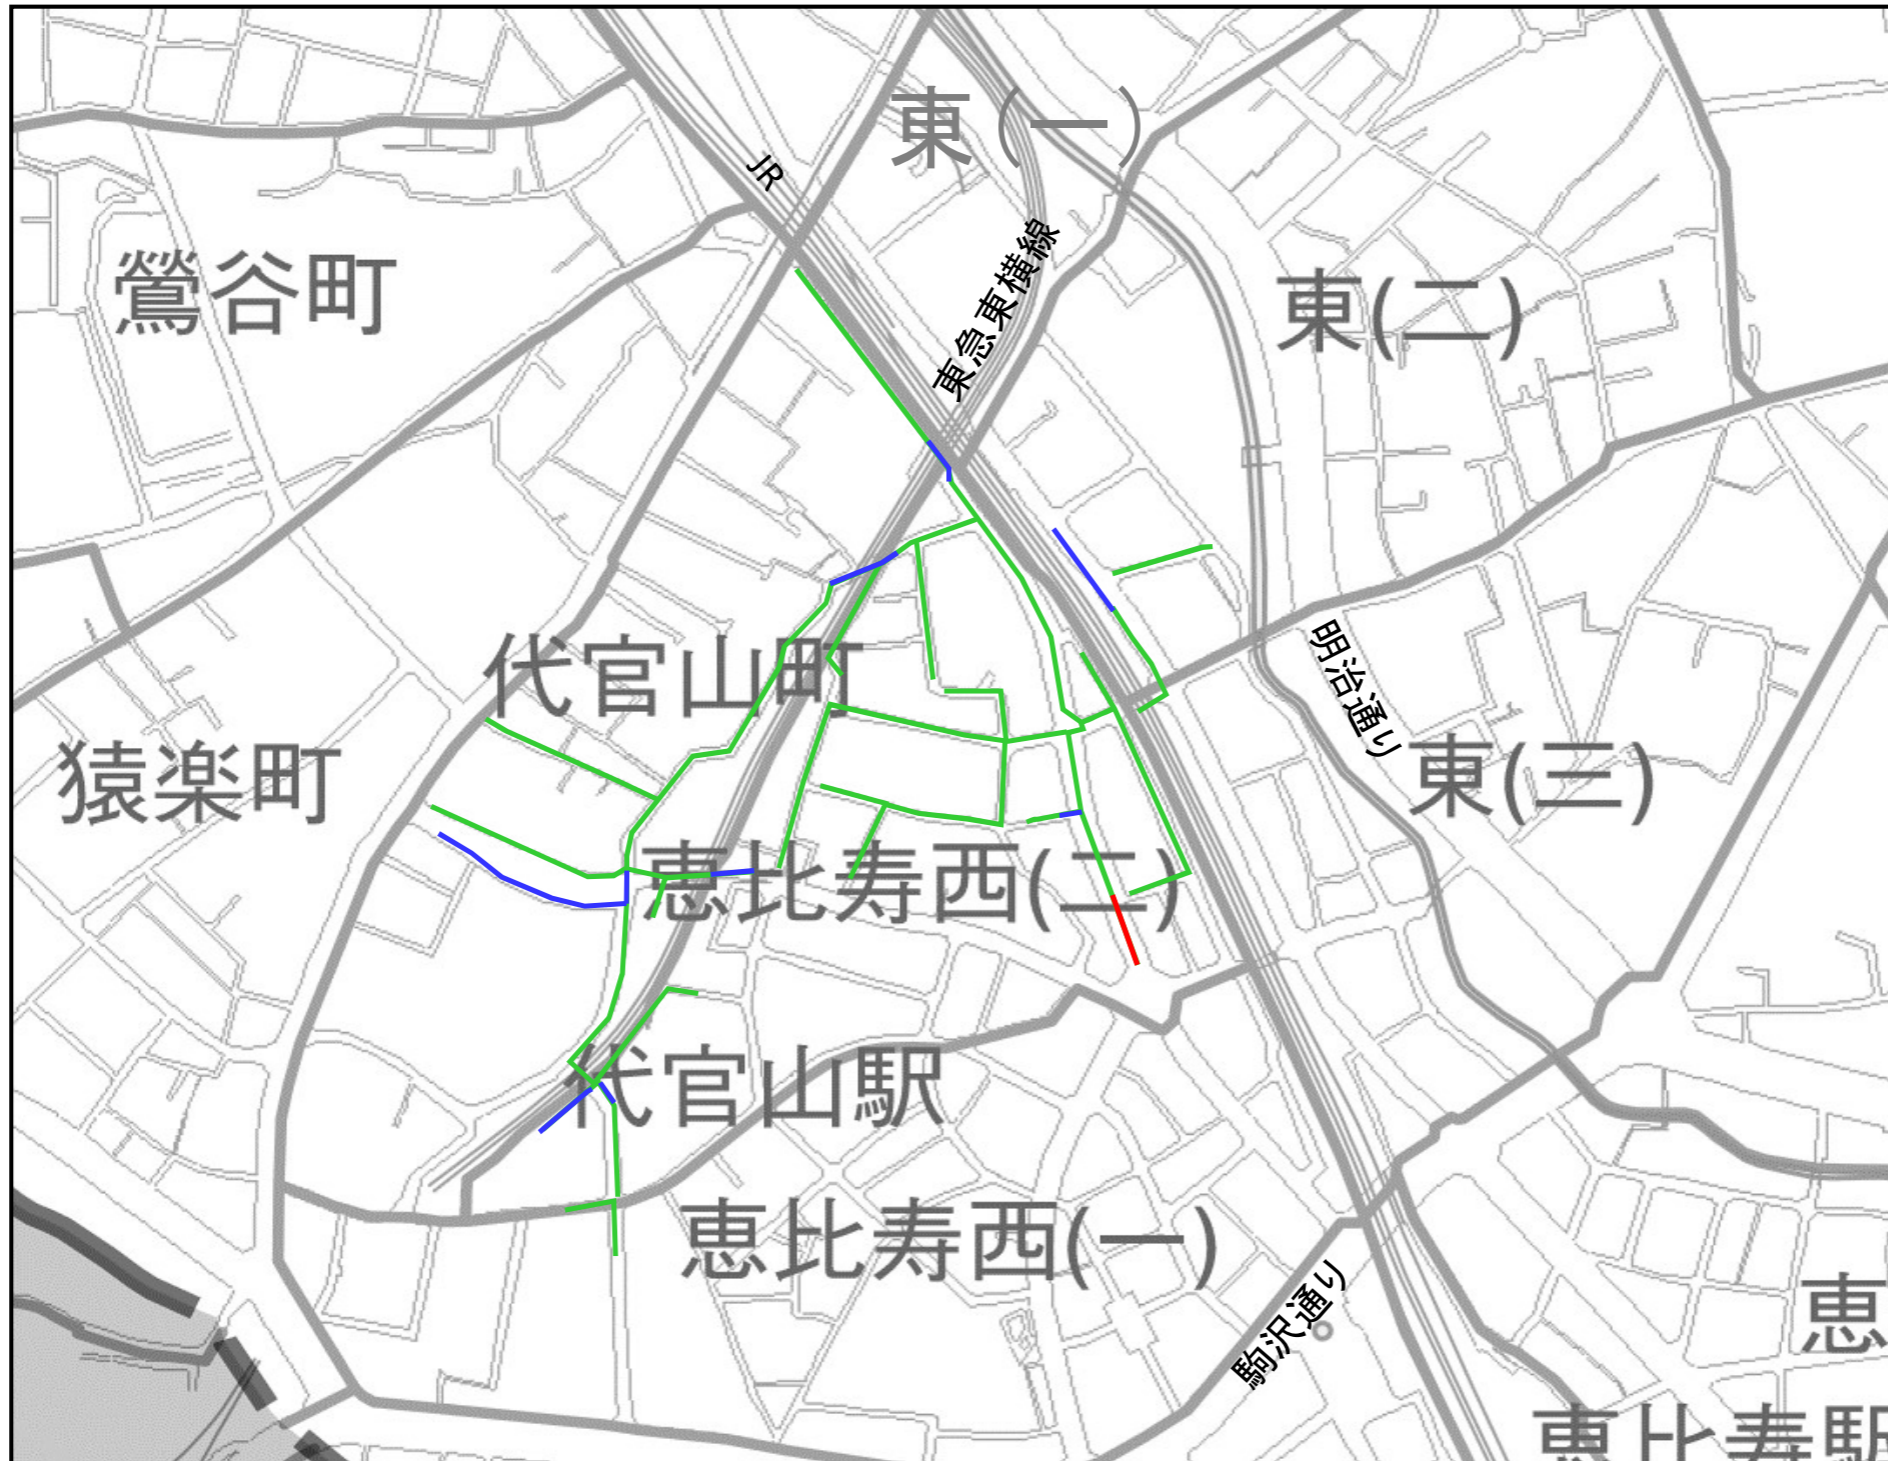 東(一)
JR
東急東横線
鶯谷町
東(二)
代官山町
明治通り
猿楽町
東(三)
恵比寿西(二)
代官山駅
恵比寿西(一)
駒沢通り
恵
恵比寿駅